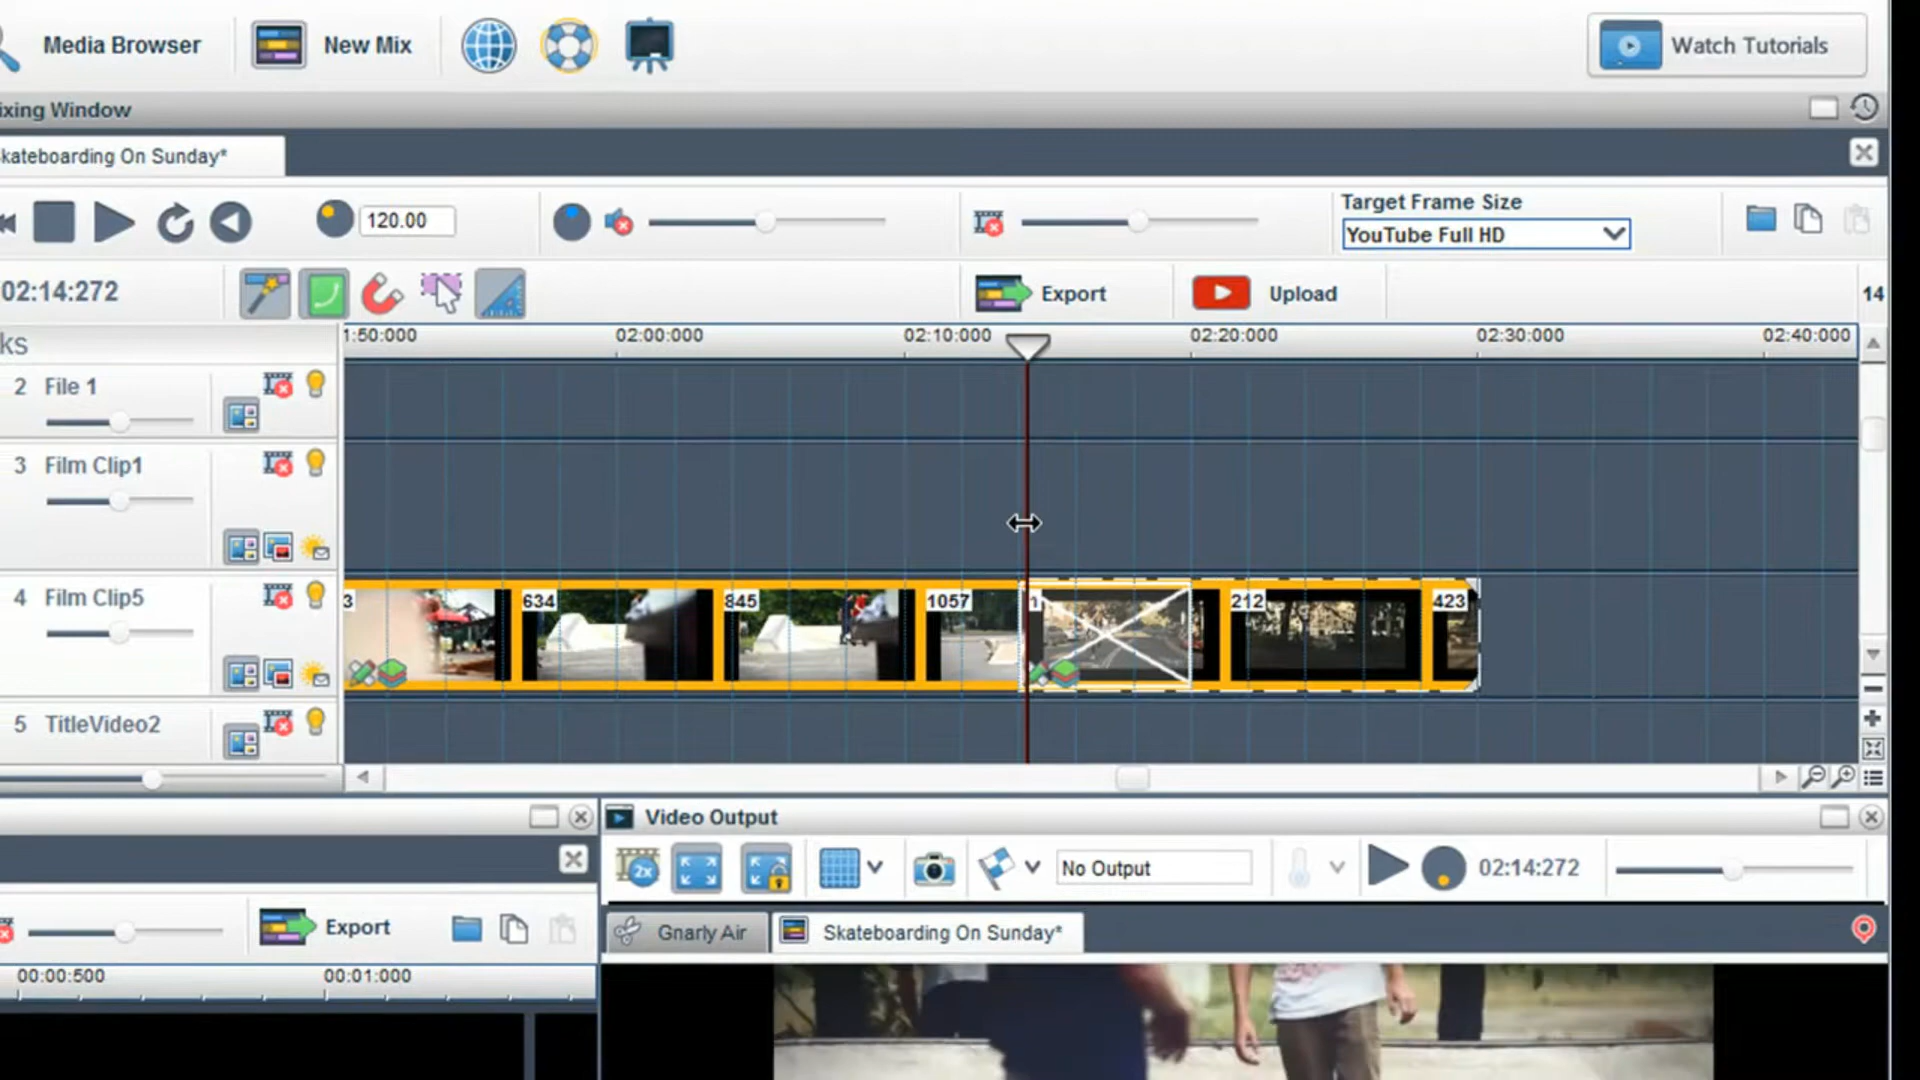 Media Browser
New Mix
Watch Tutorials
ixing Window
kateboarding On Sunday*
120.00
Target Frame Size
YouTube Full HD
02:14:272
Export
Upload
14
ks
1:50:000
02:00:000
02:10:000
02:20:000
02:30:000
02:40:000
2 File 1
3 Film Clip1
4 Film Clip5
3
634
845
1057
1
212
423
5 TitleVideo2
Video Output
2x
No Output
02:14:272
Export
Gnarly Air
Skateboarding On Sunday*
00:00:500
00:01:000